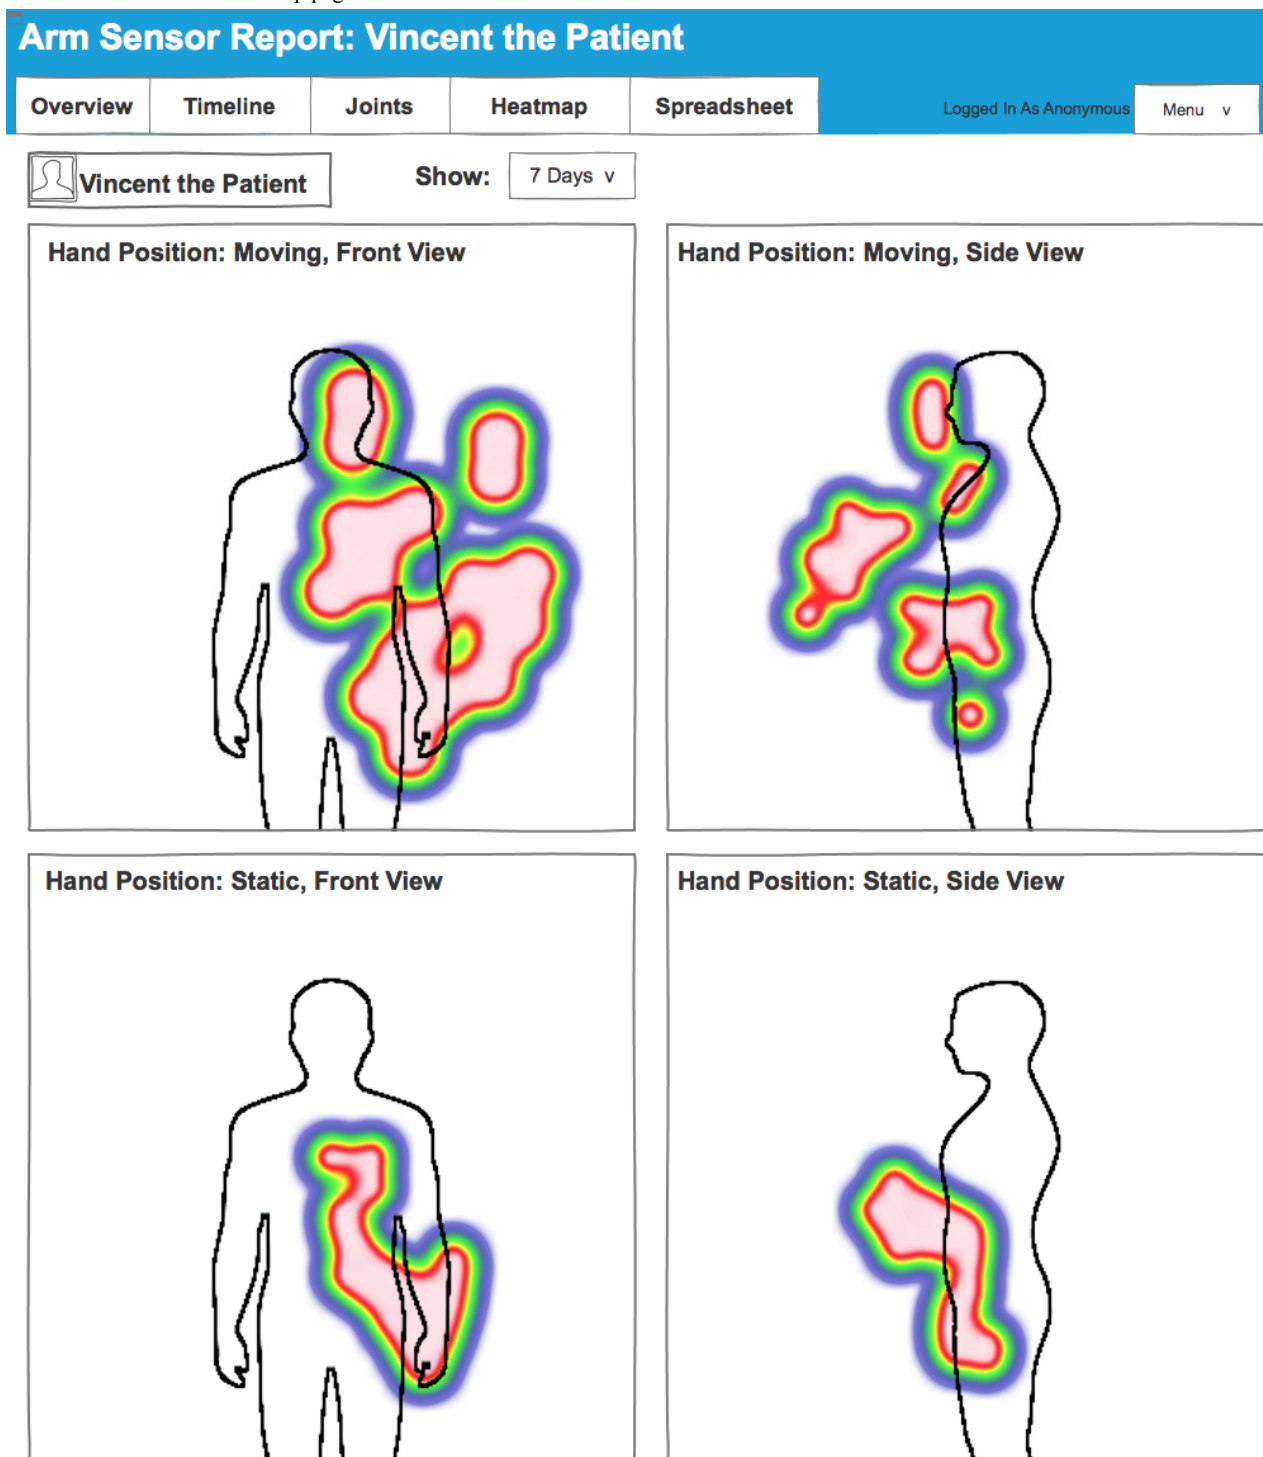 Arm Sensor Report: Vincent the Patient
Overview Timeline Joints Heatmap Spreadsheet Logged In As Anonymous Menu v
Vincent the Patient Show: 7 Days v
Hand Position: Moving, Front View Hand Position: Moving, Side View
Hand Position: Static, Front View Hand Position: Static, Side View